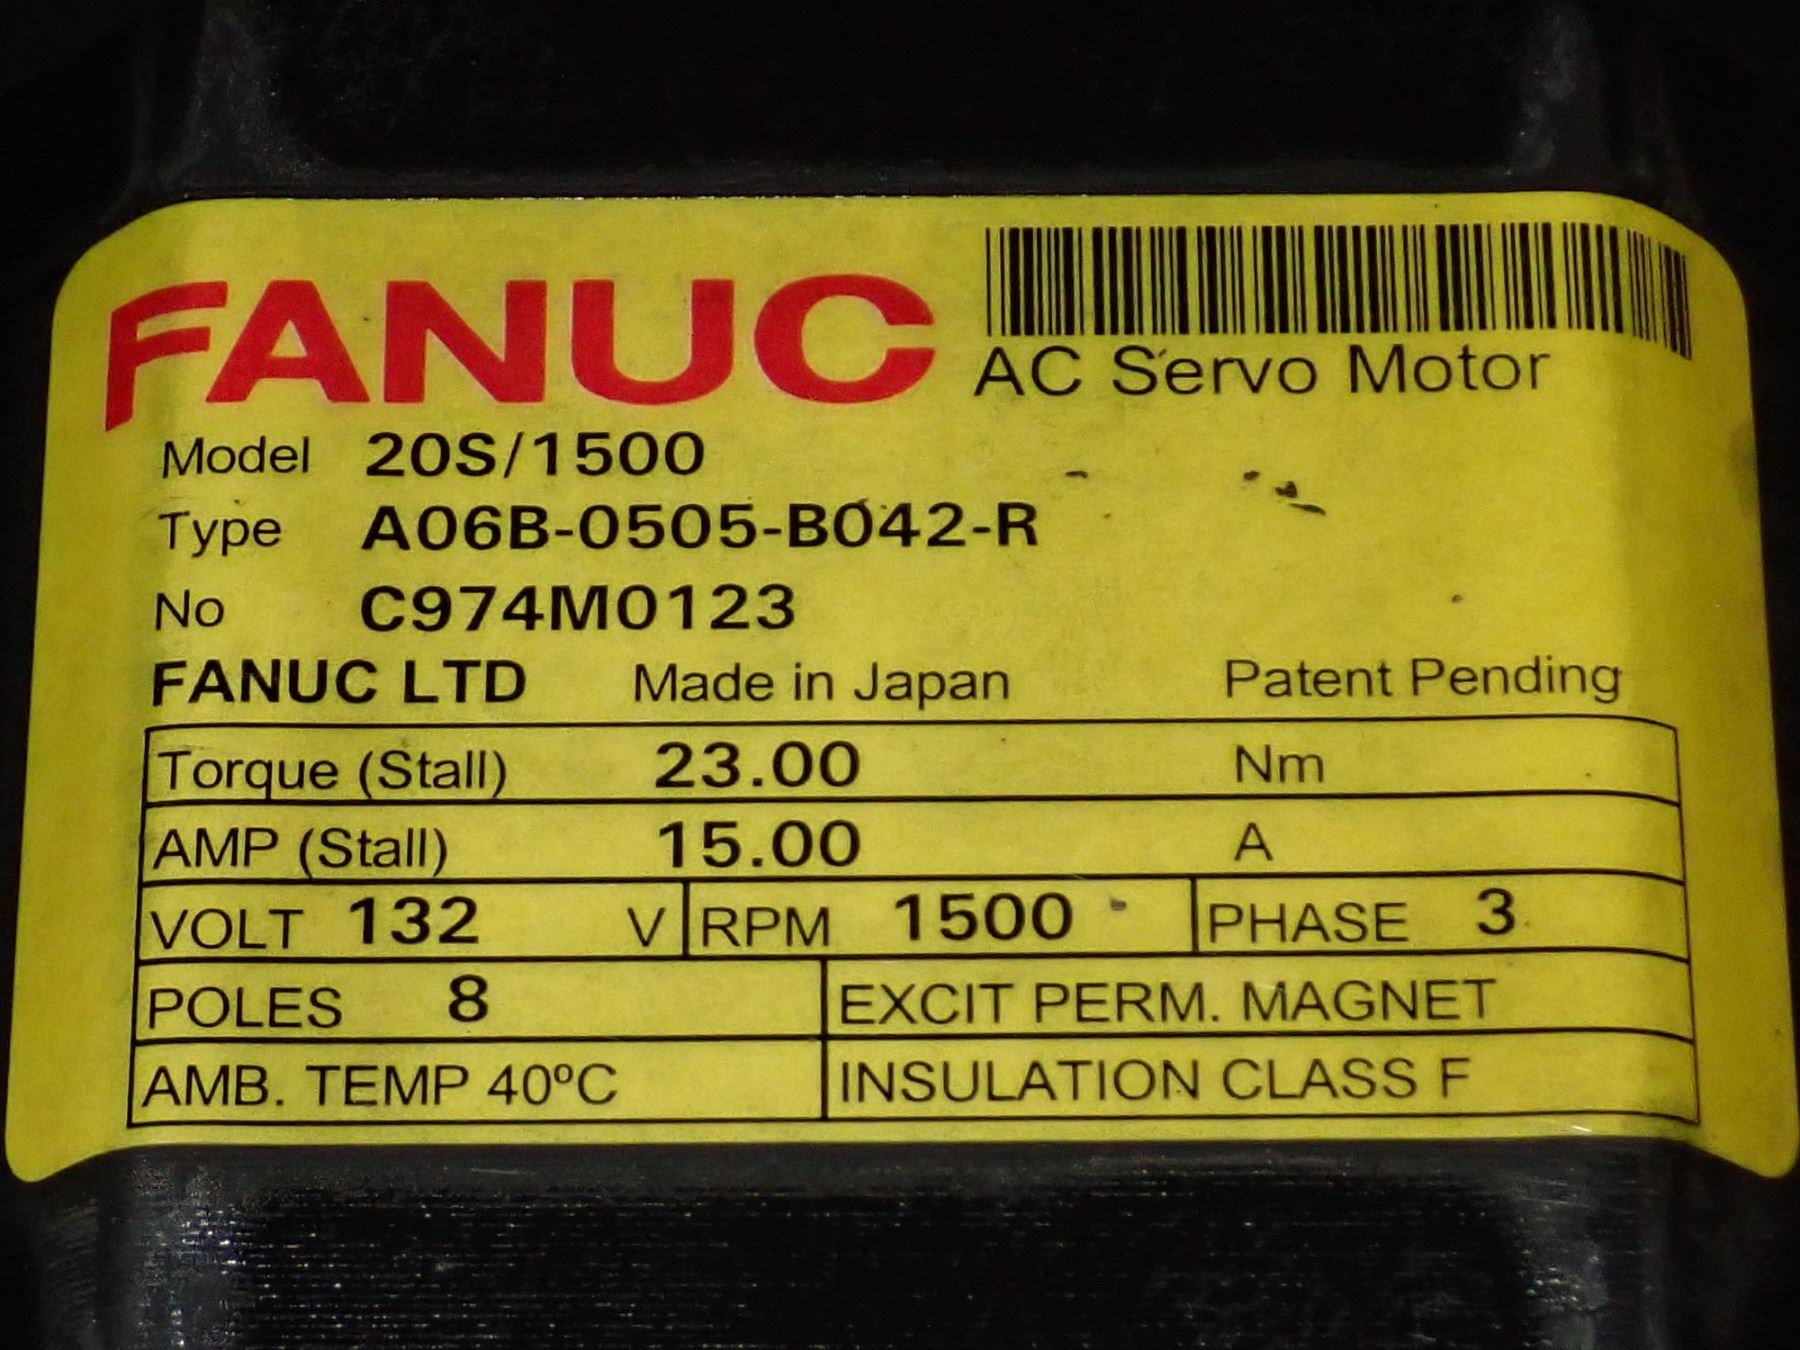 FANUC
AC Servo Motor
Model 20S/1500
Type A06B-0505-B042-R
No C974M0123
FANUC LTD Made in Japan Patent Pending
Torque (Stall) 23.00 Nm
AMP (Stall) 15.00 A
VOLT 132 V RPM 1500 PHASE 3
POLES 8 EXCIT PERM. MAGNET
AMB. TEMP 40ºC INSULATION CLASS F